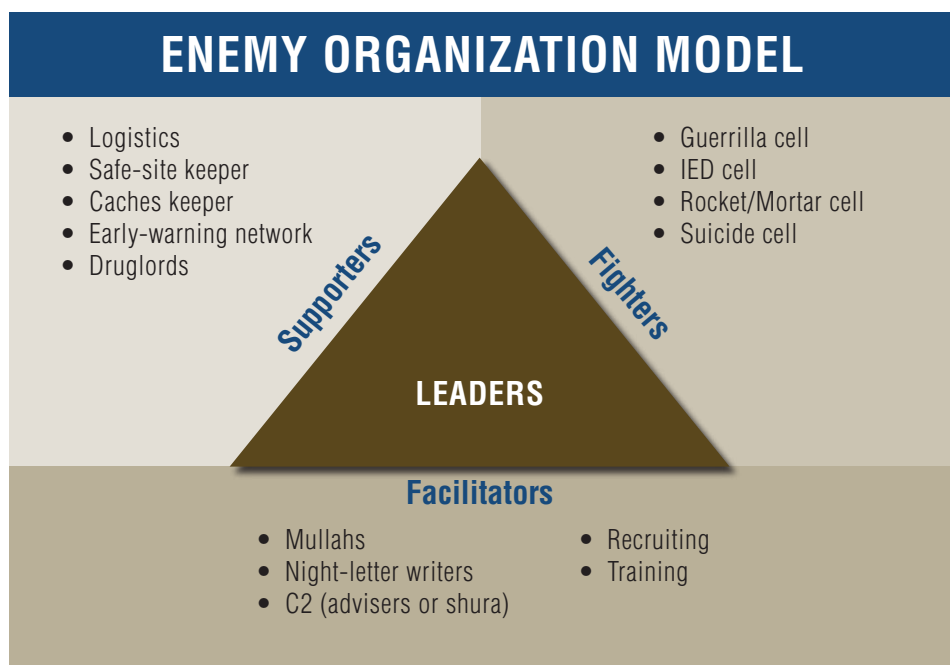 ENEMY ORGANIZATION MODEL
• Logistics
• Safe-site keeper
• Caches keeper
• Early-warning network
• Druglords
Supporters
• Guerrilla cell
• IED cell
• Rocket/Mortar cell
• Suicide cell
Fighters
LEADERS
Facilitators
• Mullahs
• Night-letter writers
• C2 (advisers or shura)
• Recruiting
• Training